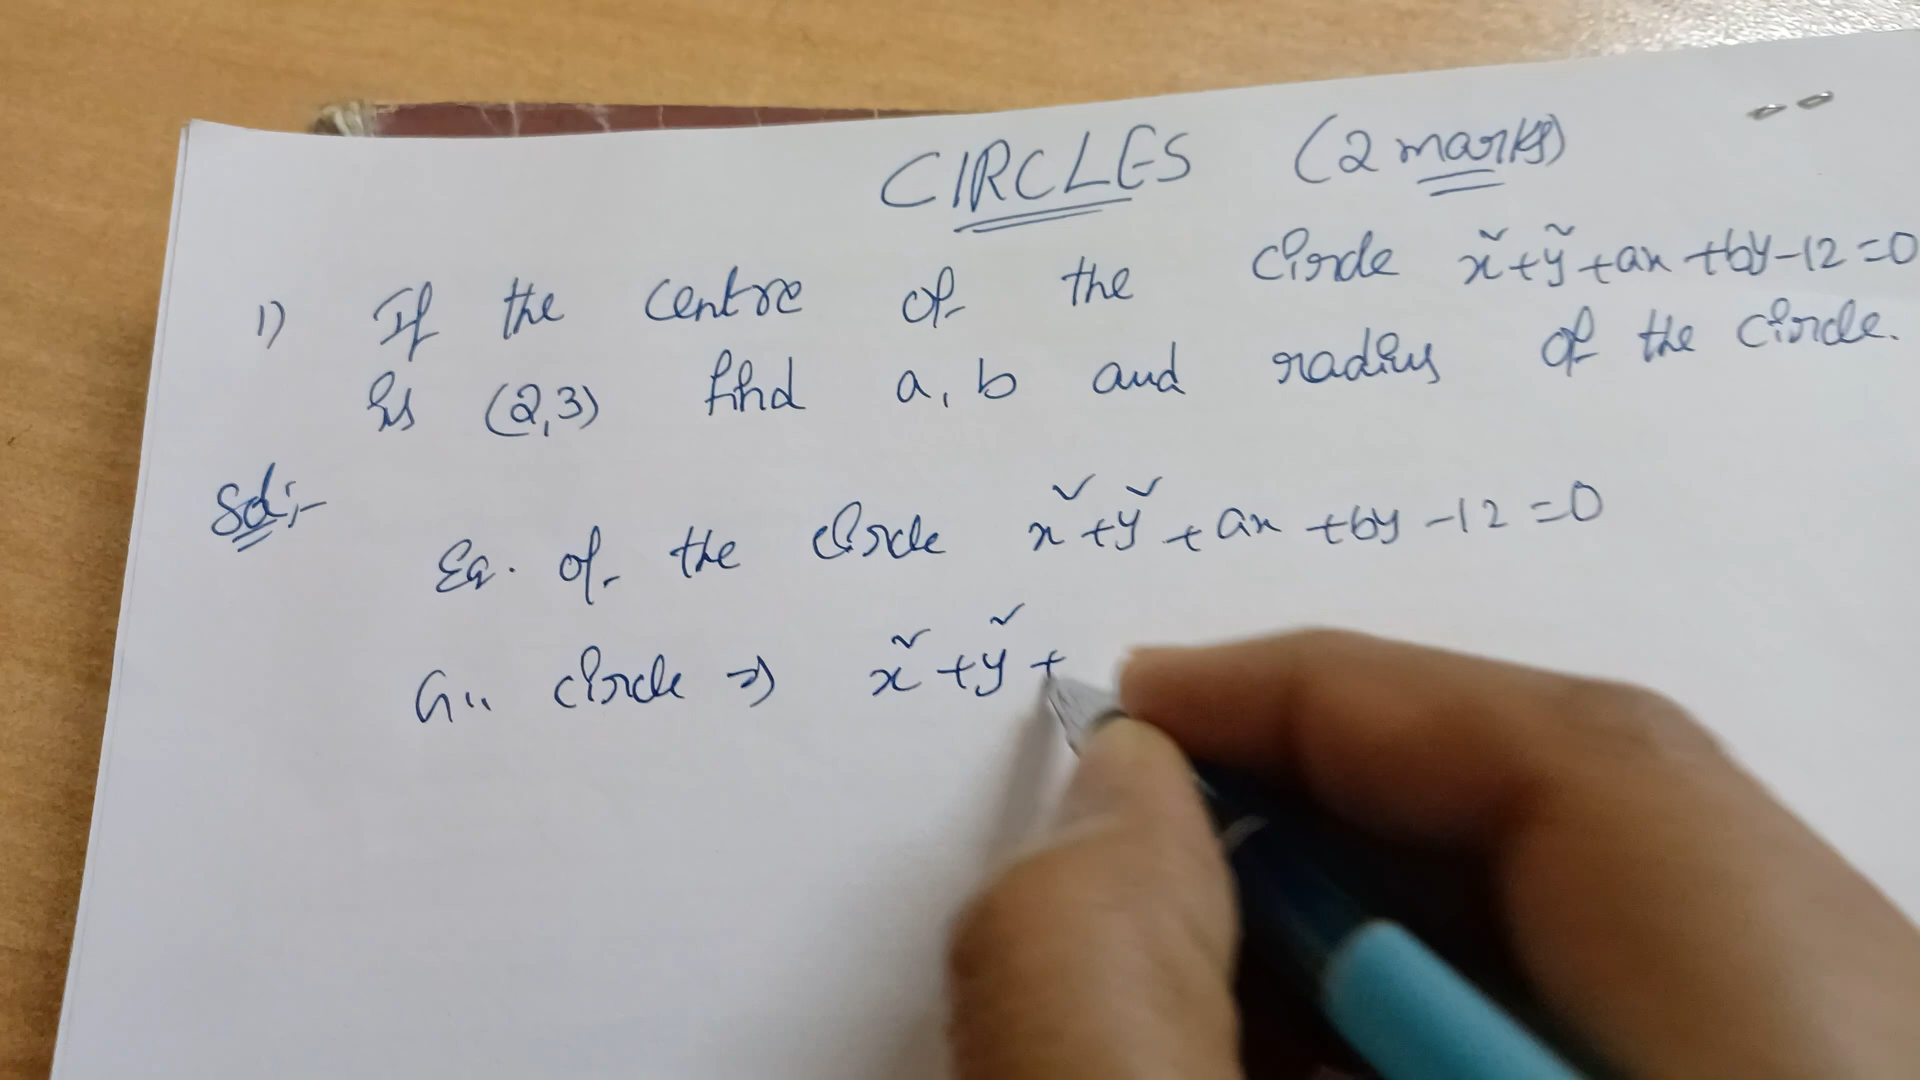 CIRCLES (2 marks)
1) If the centre of the circle x²+y²+ax+by-12=0
is (2,3) find a, b and radius of the circle.
Sol:-
Eq. of the circle x²+y²+ax+by-12=0
G.. circle ⇒ x²+y²+